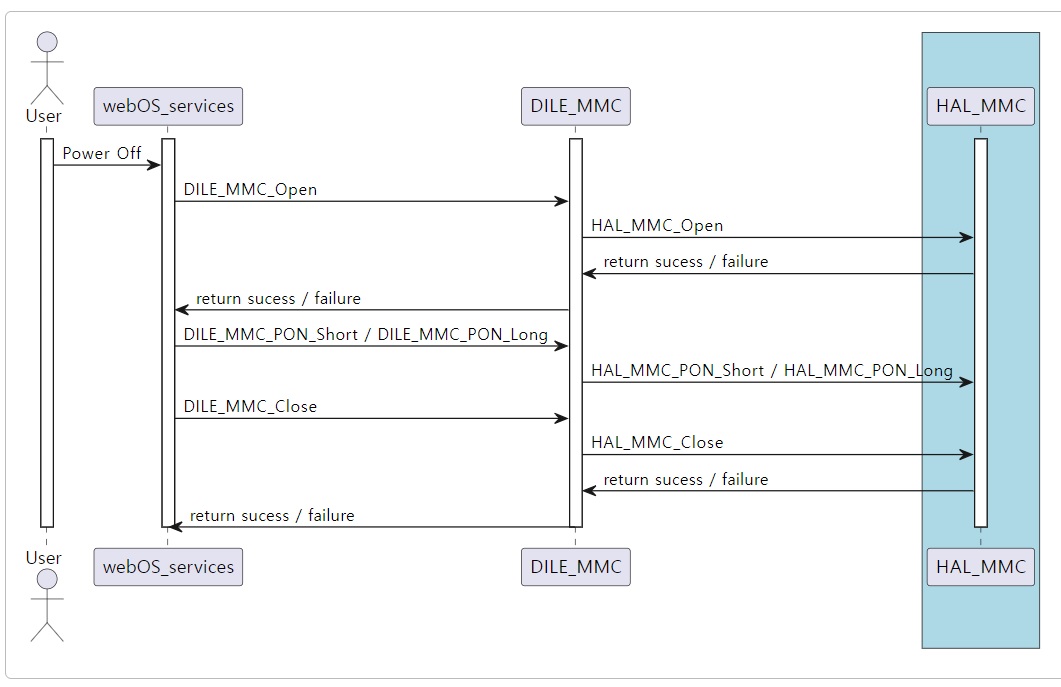 User
webOS_services
DILE_MMC
HAL_MMC
Power Off
DILE_MMC_Open
HAL_MMC_Open
return sucess / failure
return sucess / failure
DILE_MMC_PON_Short / DILE_MMC_PON_Long
HAL_MMC_PON_Short / HAL_MMC_PON_Long
DILE_MMC_Close
HAL_MMC_Close
return sucess / failure
return sucess / failure
User
webOS_services
DILE_MMC
HAL_MMC